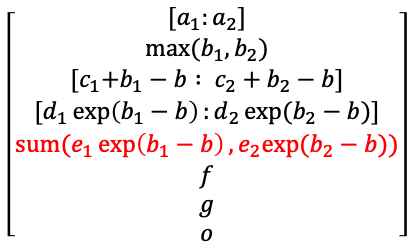 [a₁: a₂]
max(b₁, b₂)
[c₁+b₁ − b : c₂ + b₂ − b]
[d₁ exp(b₁ − b) : d₂ exp(b₂ − b)]
sum(e₁ exp(b₁ − b) , e₂exp(b₂ − b))
f
g
o